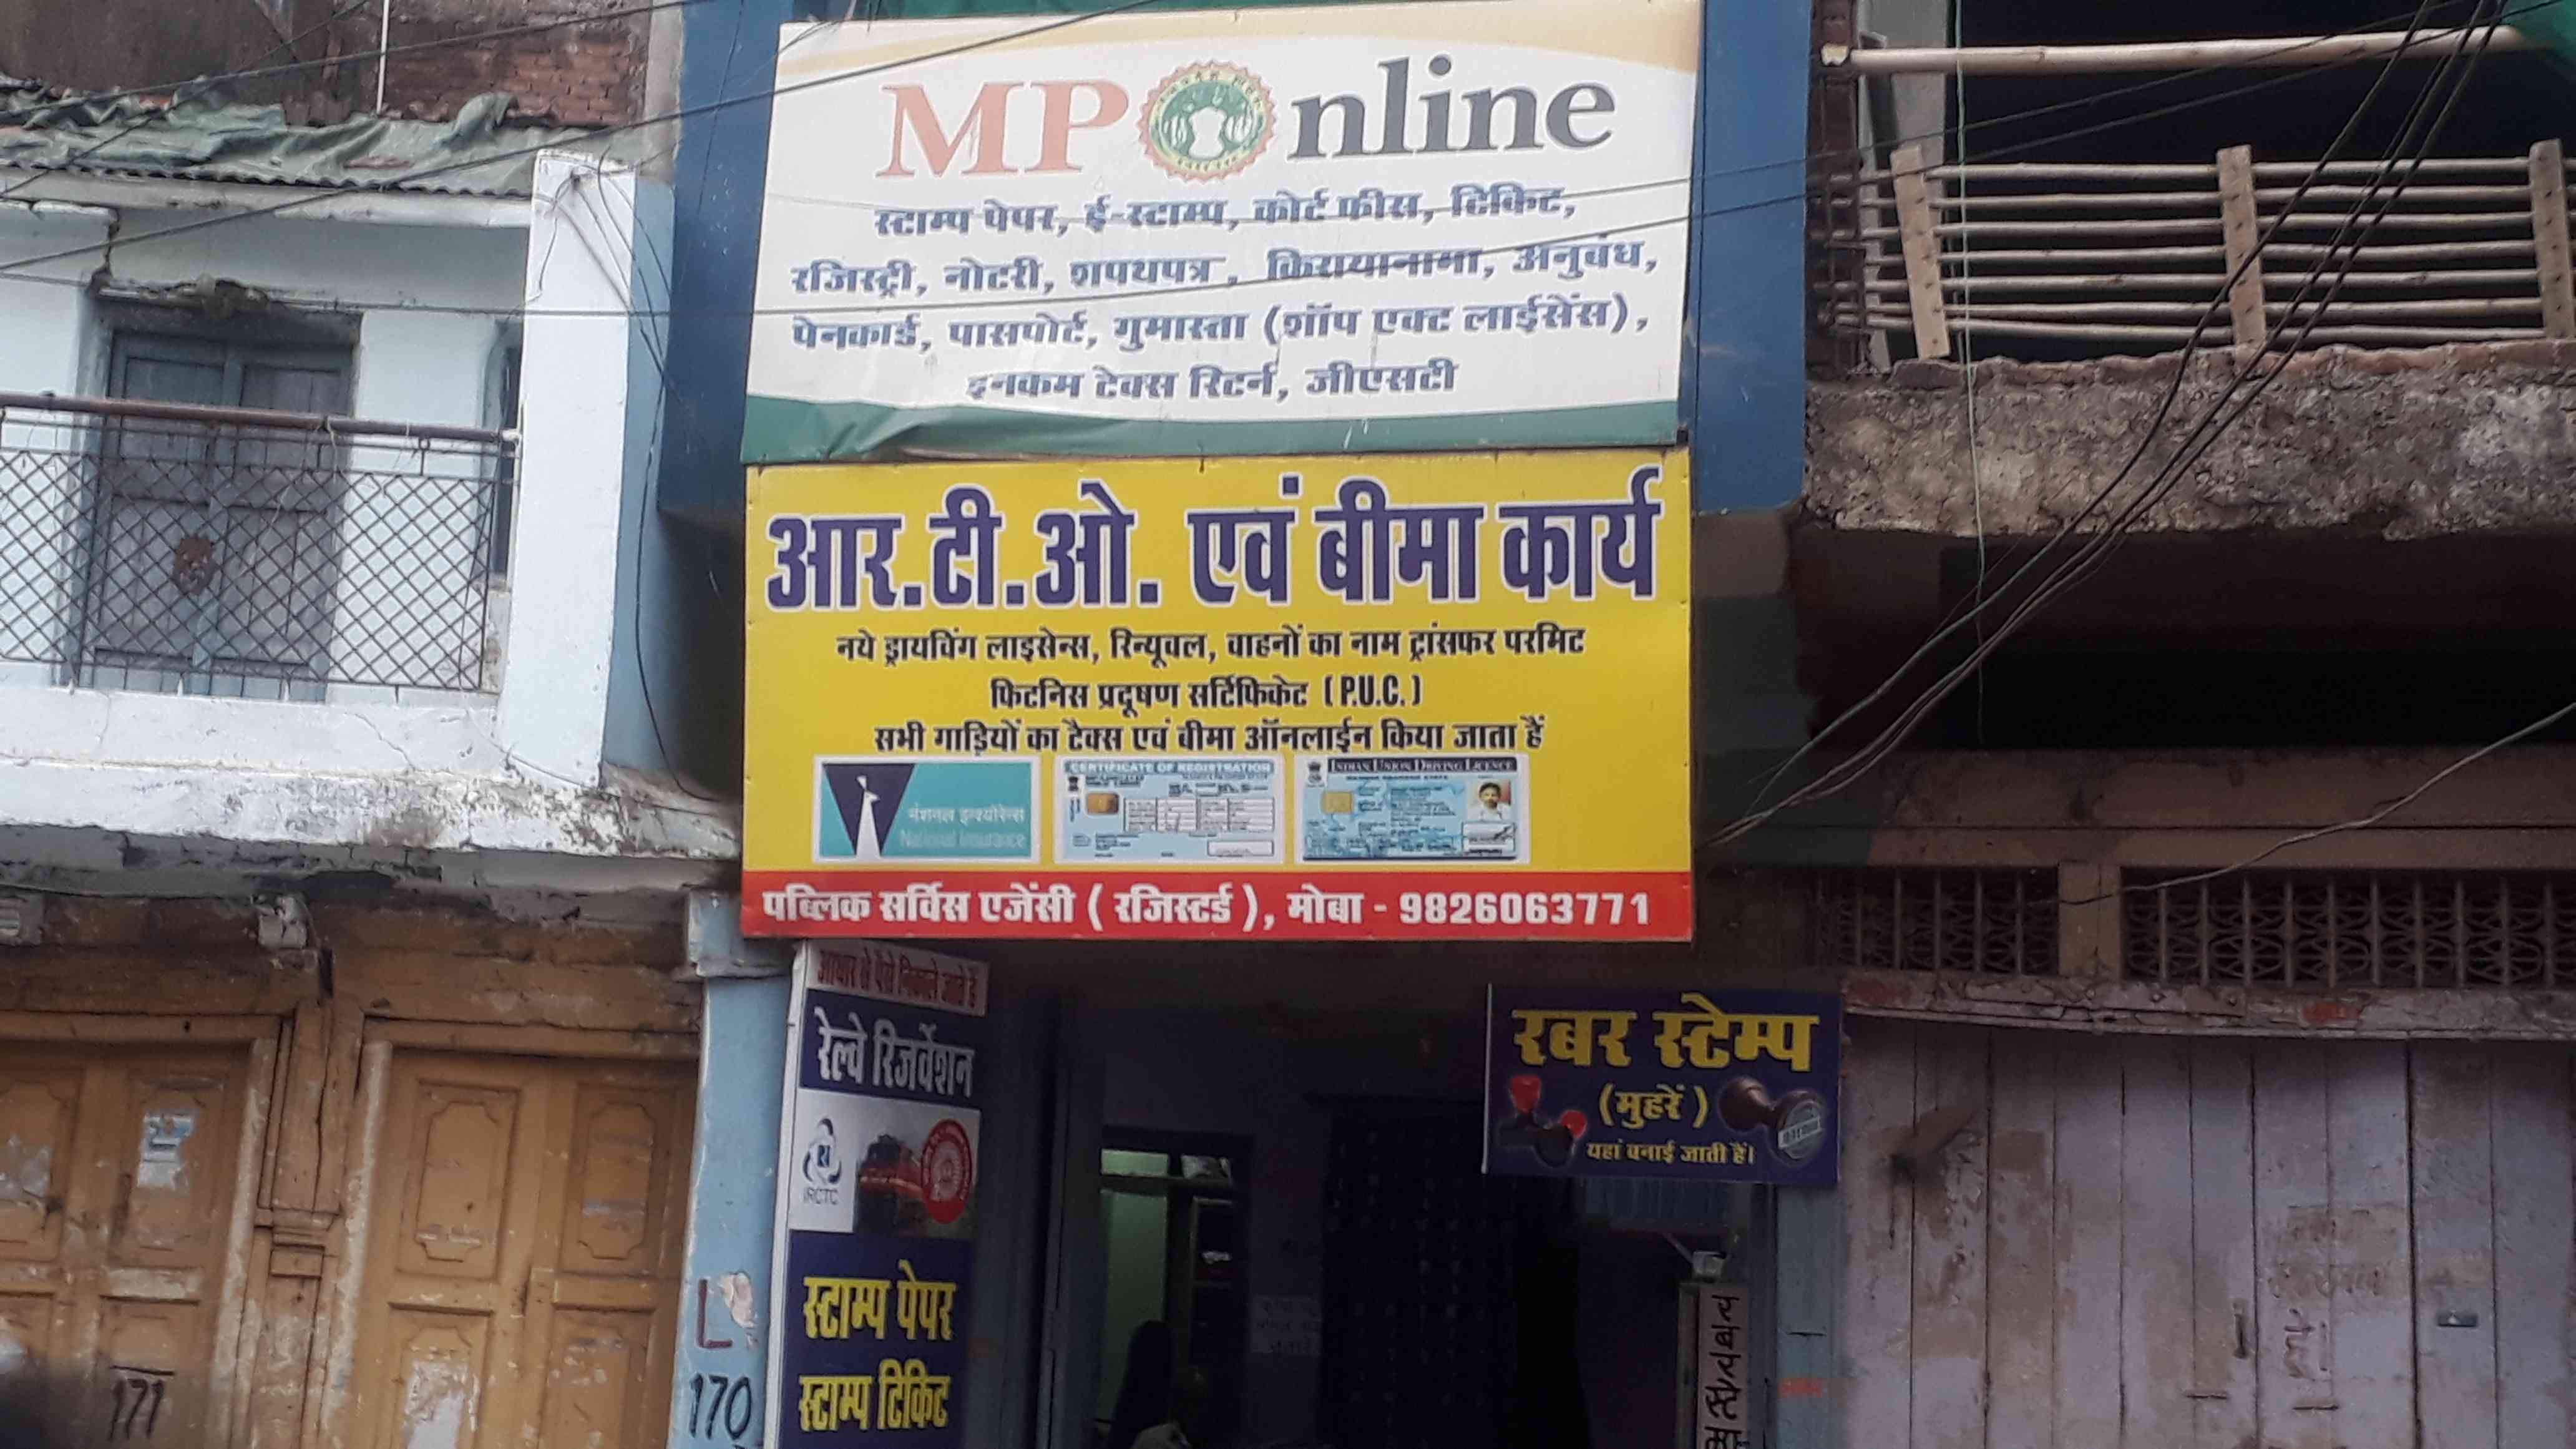 MPOnline
स्टाम्प पेपर, ई-स्टाम्प, कोर्ट फीस, टिकिट,
रजिस्ट्री, नोटरी, शपथपत्र, किरायानामा, अनुबंध,
पेनकार्ड, पासपोर्ट, गुमास्ता (शॉप एक्ट लाईसेंस),
इनकम टेक्स रिटर्न, जीएसटी
आर.टी.ओ. एवं बीमा कार्य
नये ड्रायविंग लाइसेन्स, रिन्यूवल, वाहनों का नाम ट्रांसफर परमिट
फिटनिस प्रदूषण सर्टिफिकेट (P.U.C.)
सभी गाड़ियों का टैक्स एवं बीमा ऑनलाईन किया जाता हैं
नेशनल इन्श्योरेन्स
National Insurance
CERTIFICATE OF REGISTRATION
INDIAN UNION DRIVING LICENCE
पब्लिक सर्विस एजेंसी (रजिस्टर्ड), मोबा - 9826063771
आधार से पैसे निकाले जाते हैं
रेल्वे रिजर्वेशन
IRCTC
स्टाम्प पेपर
स्टाम्प टिकिट
रबर स्टेम्प
(मुहरें)
यहां बनाई जाती हैं।
L
170
171